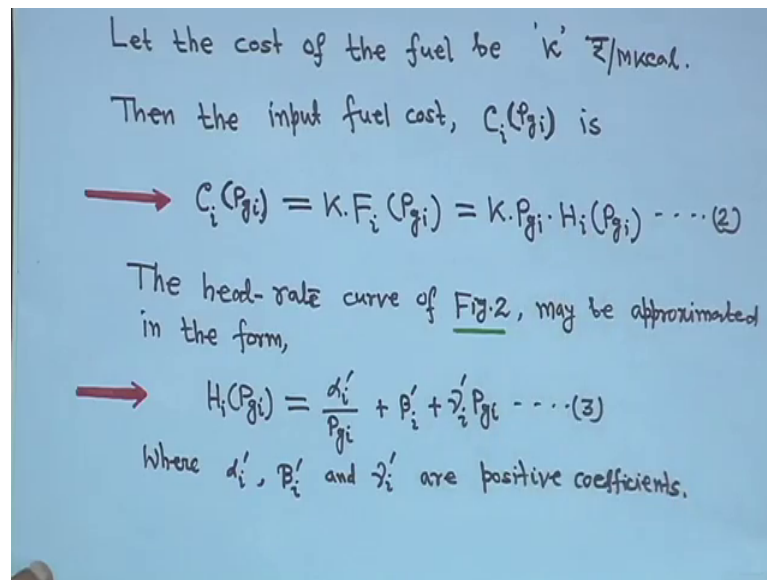 Let the cost of the fuel be 'K' ₹/Mkcal.
Then the input fuel cost, Cᵢ(Pgi) is
Cᵢ(Pgi) = K.Fᵢ(Pgi) = K.Pgi.Hᵢ(Pgi) ----(2)
The head-rate curve of Fig.2, may be approximated
in the form,
Hᵢ(Pgi) = αᵢ′/Pgi + βᵢ′ + γᵢ′Pgi ----(3)
Where αᵢ′, βᵢ′ and γᵢ′ are positive coefficients.